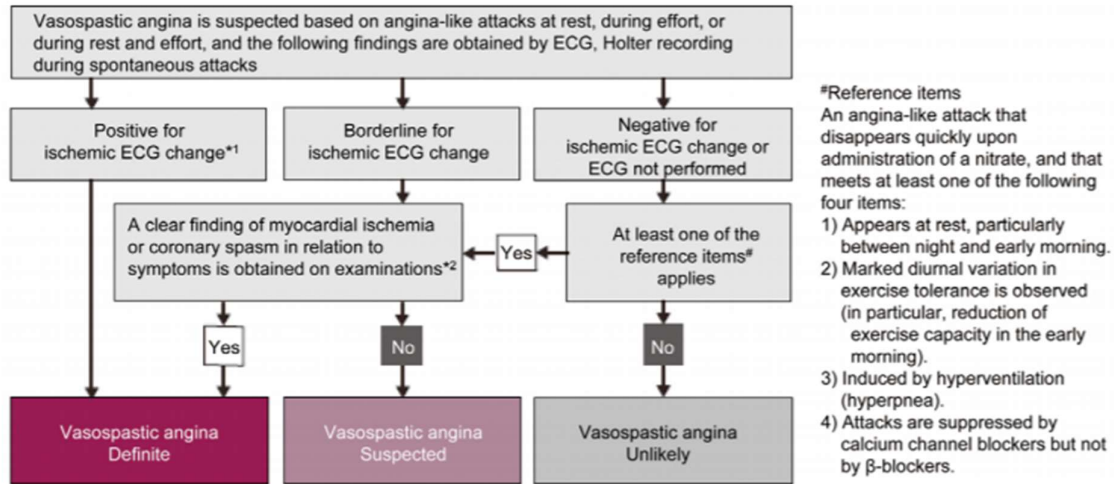 Vasospastic angina is suspected based on angina-like attacks at rest, during effort, or
during rest and effort, and the following findings are obtained by ECG, Holter recording
during spontaneous attacks
Positive for
ischemic ECG change*1
Borderline for
ischemic ECG change
Negative for
ischemic ECG change or
ECG not performed
A clear finding of myocardial ischemia
or coronary spasm in relation to
symptoms is obtained on examinations*2
Yes
At least one of the
reference items#
applies
Yes
No
No
Vasospastic angina
Definite
Vasospastic angina
Suspected
Vasospastic angina
Unlikely
#Reference items
An angina-like attack that
disappears quickly upon
administration of a nitrate, and that
meets at least one of the following
four items:
1) Appears at rest, particularly
between night and early morning.
2) Marked diurnal variation in
exercise tolerance is observed
(in particular, reduction of
exercise capacity in the early
morning).
3) Induced by hyperventilation
(hyperpnea).
4) Attacks are suppressed by
calcium channel blockers but not
by β-blockers.